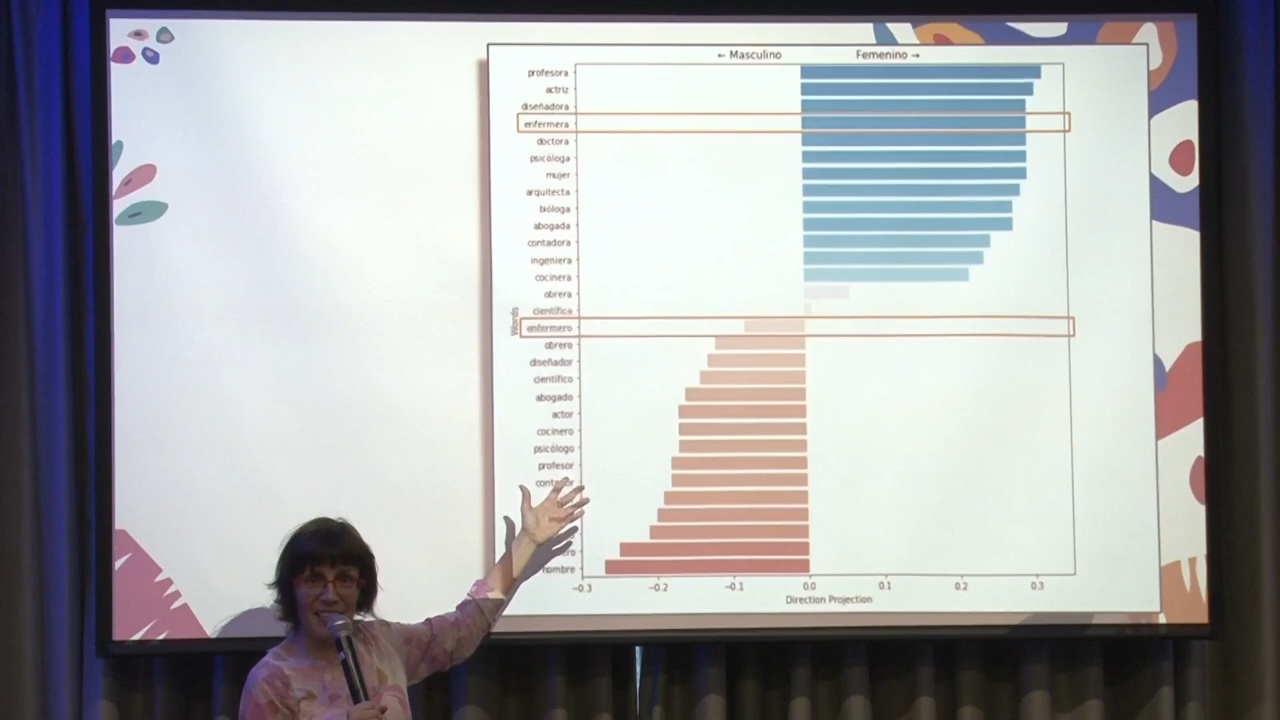 ← Masculino Femenino →
profesora
actriz
diseñadora
enfermera
doctora
psicóloga
mujer
arquitecta
bióloga
abogada
contadora
ingeniera
cocinera
obrera
científica
Words
enfermero
obrero
diseñador
científico
abogado
actor
cocinero
psicólogo
profesor
hombre
−0.3 −0.2 −0.1 0.0 0.1 0.2 0.3
Direction Projection